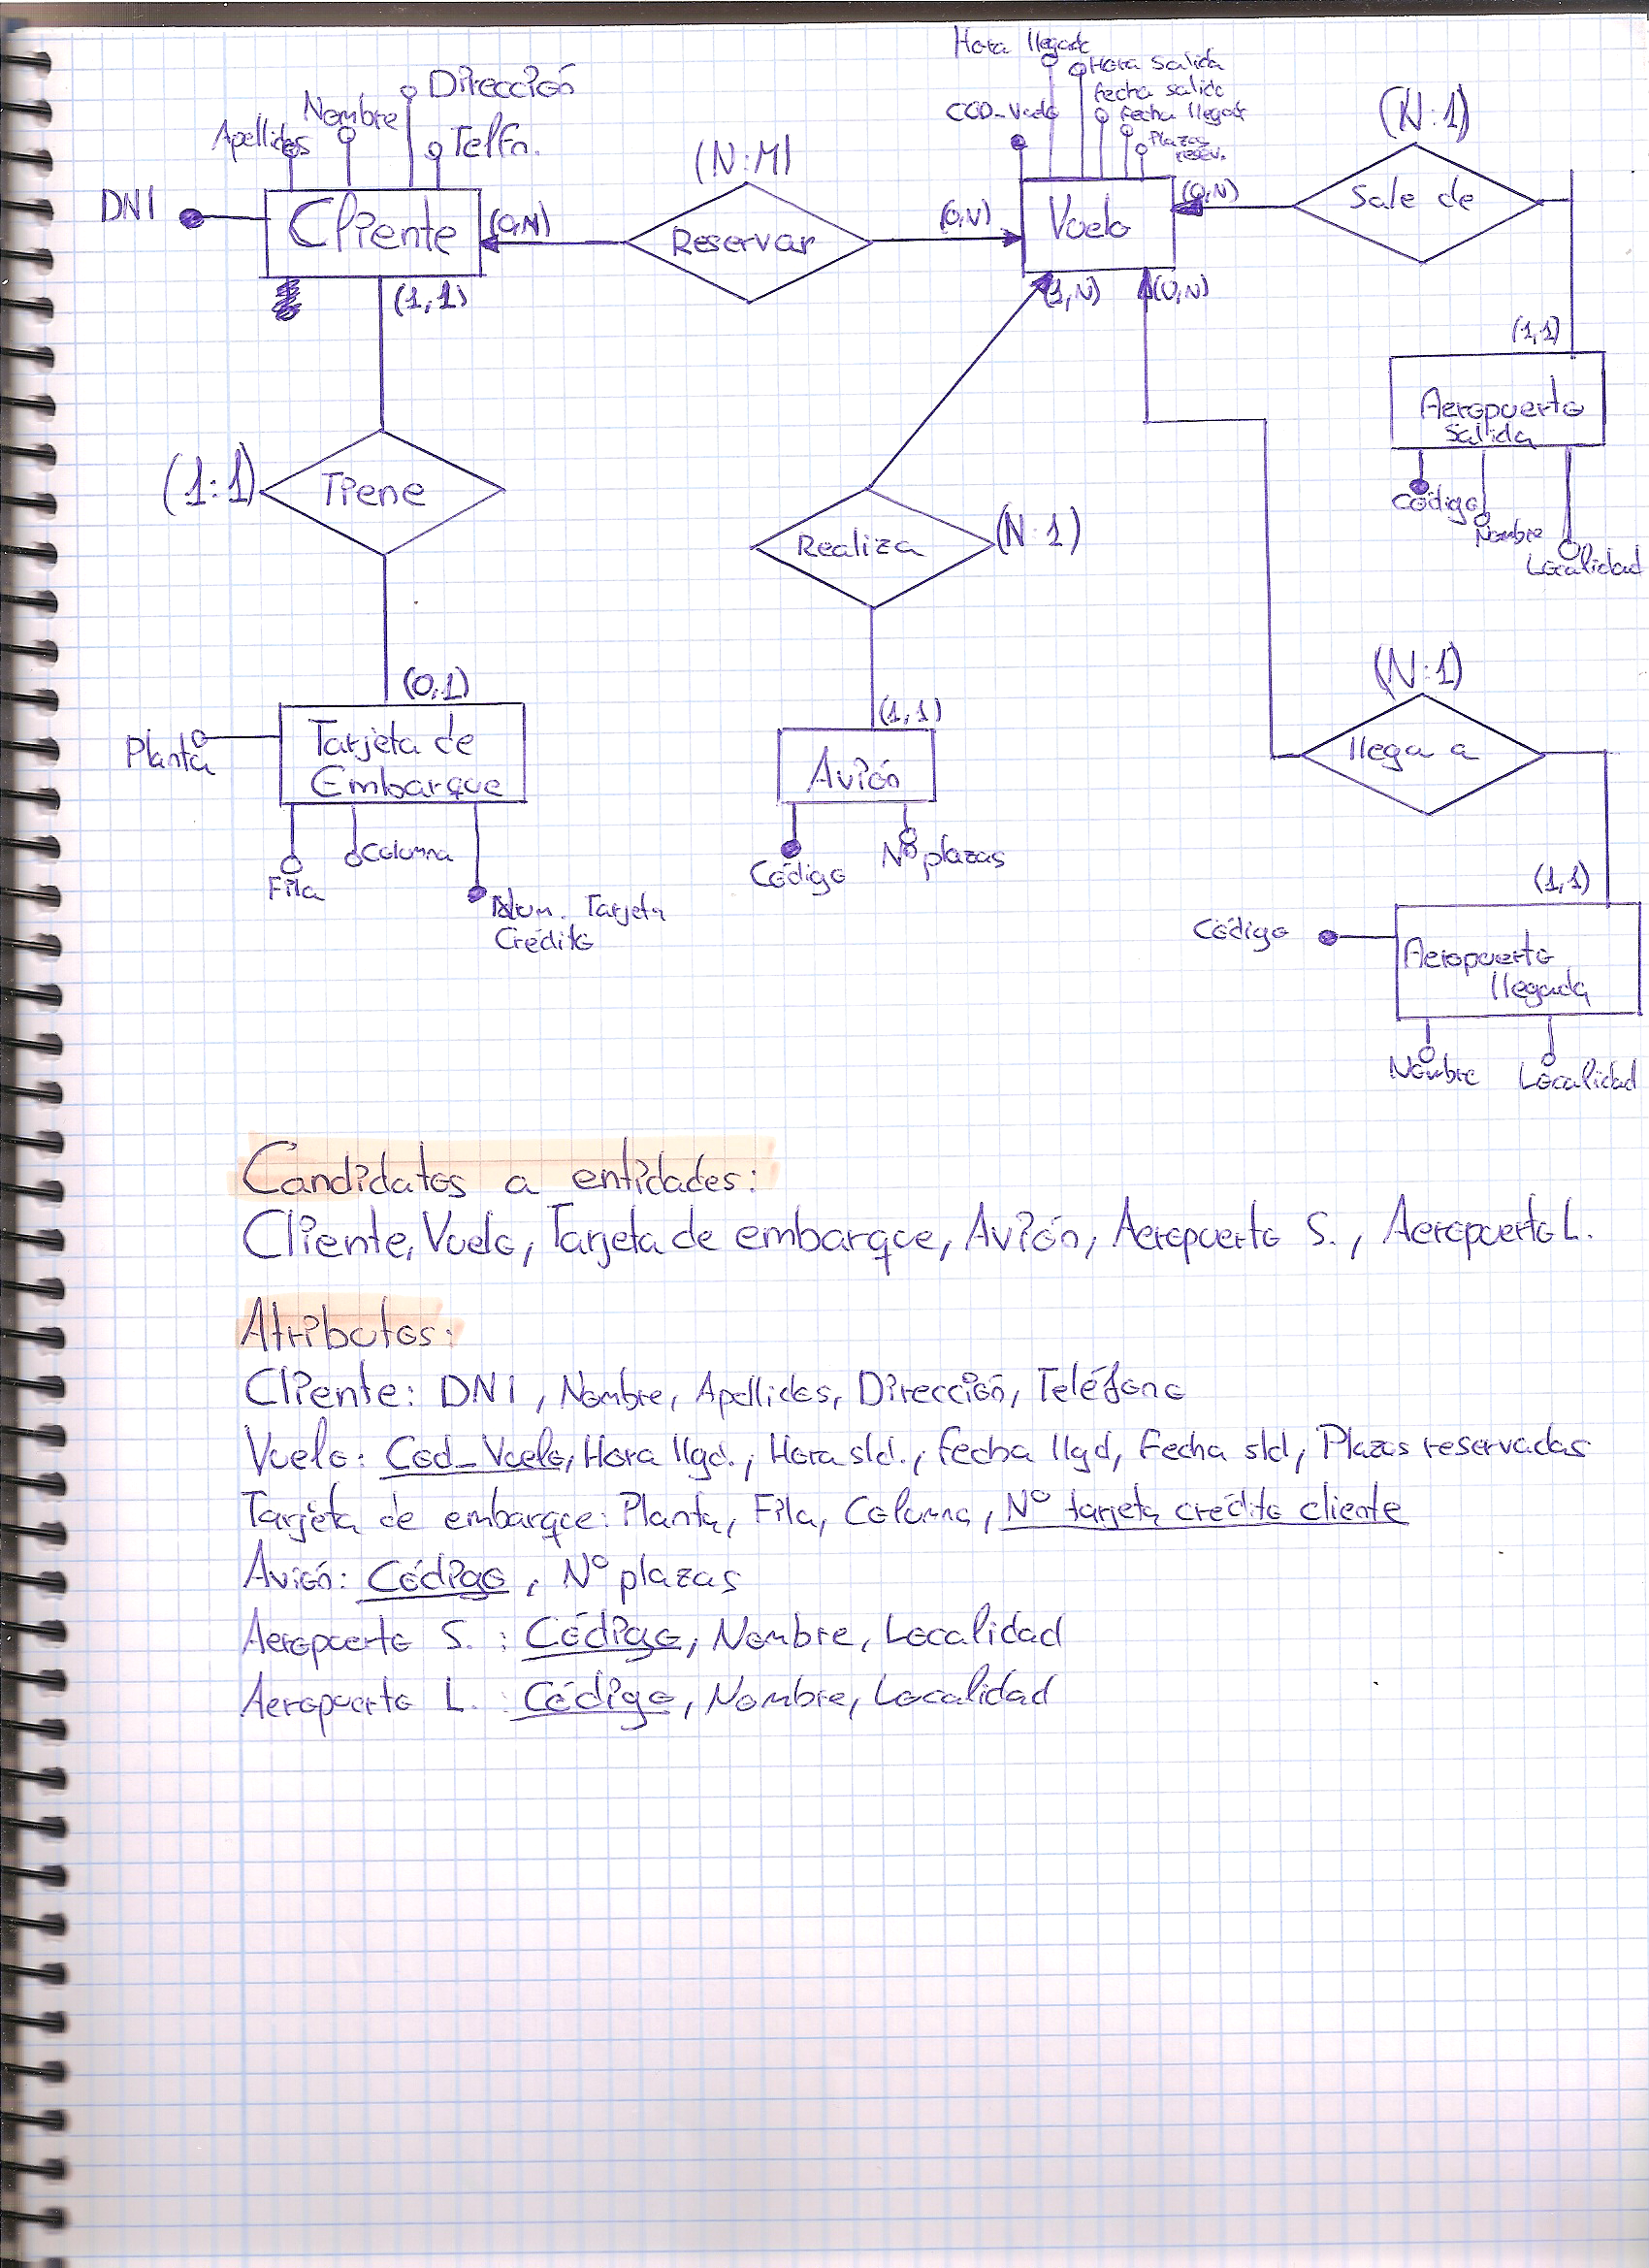 Hora llegada
Hora Salida
Dirección
fecha salida
Nombre
COD_Vuelo
Fecha llegada
(N:1)
Apellidos
Telfn.
Plazas
resev.
(N:M)
DNI
(0,N)
Sale de
Cliente
(0,N)
(0,N)
Vuelo
Reservar
(1,1)
(1,N)
(0,N)
(1,1)
Aeropuerto
Salida
(1:1)
Tiene
Código
Nombre
Realiza
(N:1)
Localidad
(0,1)
(N:1)
(1,1)
Planta
Tarjeta de
Embarque
Avión
llega a
Columna
Fila
Código
Nº plazas
(1,1)
Num. Tarjeta
Crédito
Código
Aeropuerto
llegada
Nombre
Localidad
Candidatos a entidades:
Cliente, Vuelo, Tarjeta de embarque, Avión, Aeropuerto S., Aeropuerto L.
Atributos:
Cliente: DNI, Nombre, Apellidos, Dirección, Teléfono
Vuelo: Cod_Vuelo, Hora llgd., Hora sld., fecha llgd, Fecha sld, Plazas reservadas
Tarjeta de embarque: Planta, Fila, Columna, Nº tarjeta crédito cliente
Avión: Código, Nº plazas
Aeropuerto S. : Código, Nombre, Localidad
Aeropuerto L. : Código, Nombre, Localidad